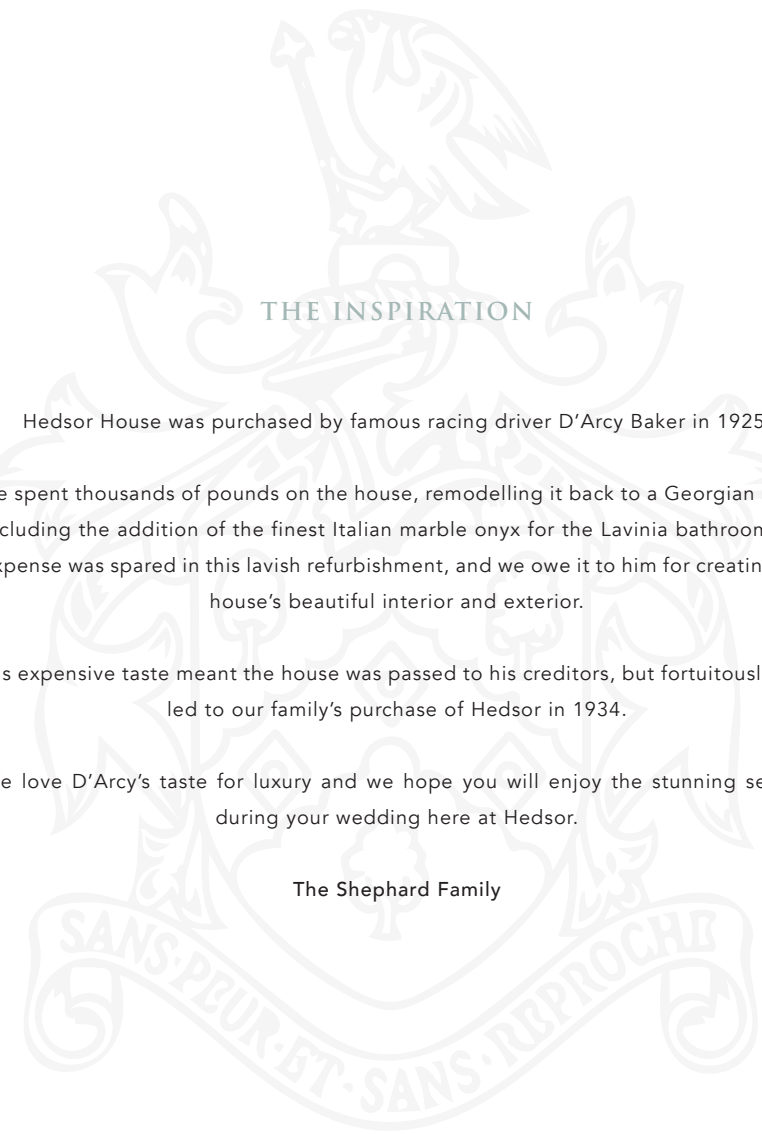 THE INSPIRATION
Hedsor House was purchased by famous racing driver D’Arcy Baker in 1925
e spent thousands of pounds on the house, remodelling it back to a Georgian
cluding the addition of the finest Italian marble onyx for the Lavinia bathroom
xpense was spared in this lavish refurbishment, and we owe it to him for creatin
house’s beautiful interior and exterior.
s expensive taste meant the house was passed to his creditors, but fortuitousl
led to our family’s purchase of Hedsor in 1934.
e love D’Arcy’s taste for luxury and we hope you will enjoy the stunning se
during your wedding here at Hedsor.
The Shephard Family
SANS·PEUR·ET·SANS·REPROCHE